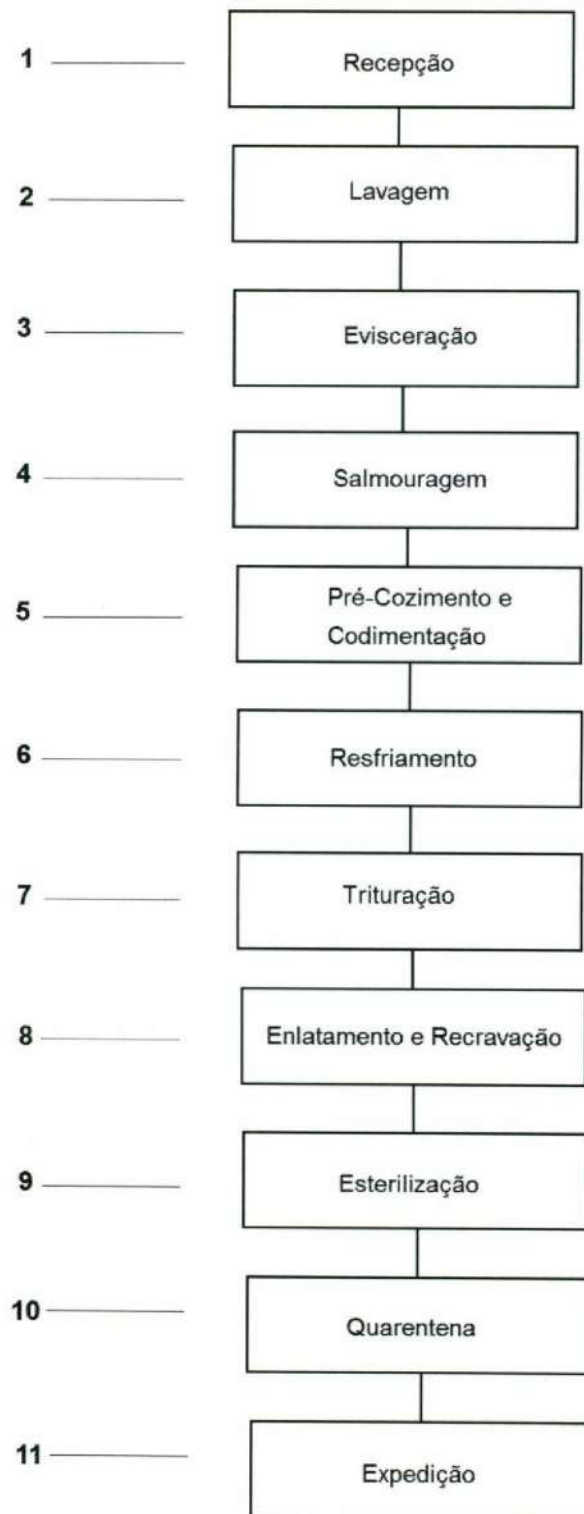 1 Recepção
2 Lavagem
3 Evisceração
4 Salmouragem
5 Pré-Cozimento e
Codimentação
6 Resfriamento
7 Trituração
8 Enlatamento e Recravação
9 Esterilização
10 Quarentena
11 Expedição